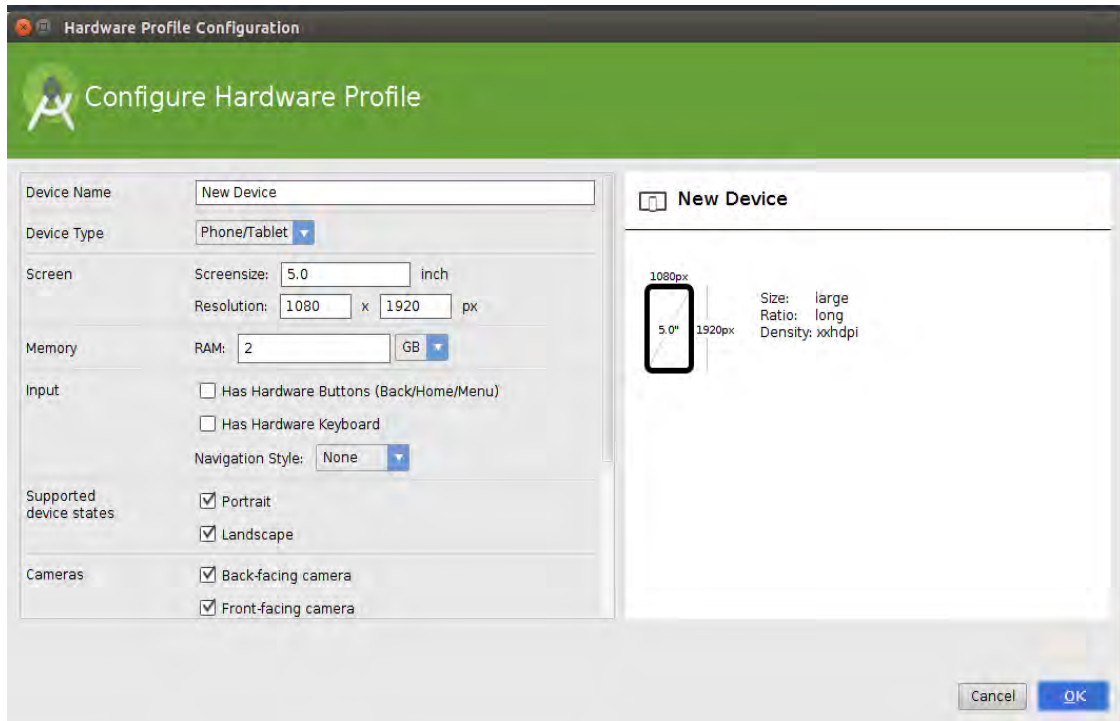 Hardware Profile Configuration
Configure Hardware Profile
Device Name New Device
Device Type Phone/Tablet
Screen Screensize: 5.0 inch
Resolution: 1080 x 1920 px
Memory RAM: 2 GB
Input Has Hardware Buttons (Back/Home/Menu)
Has Hardware Keyboard
Navigation Style: None
Supported
device states
Portrait
Landscape
Cameras Back-facing camera
Front-facing camera
New Device
1080px
5.0"
1920px
Size: large
Ratio: long
Density: xxhdpi
Cancel OK